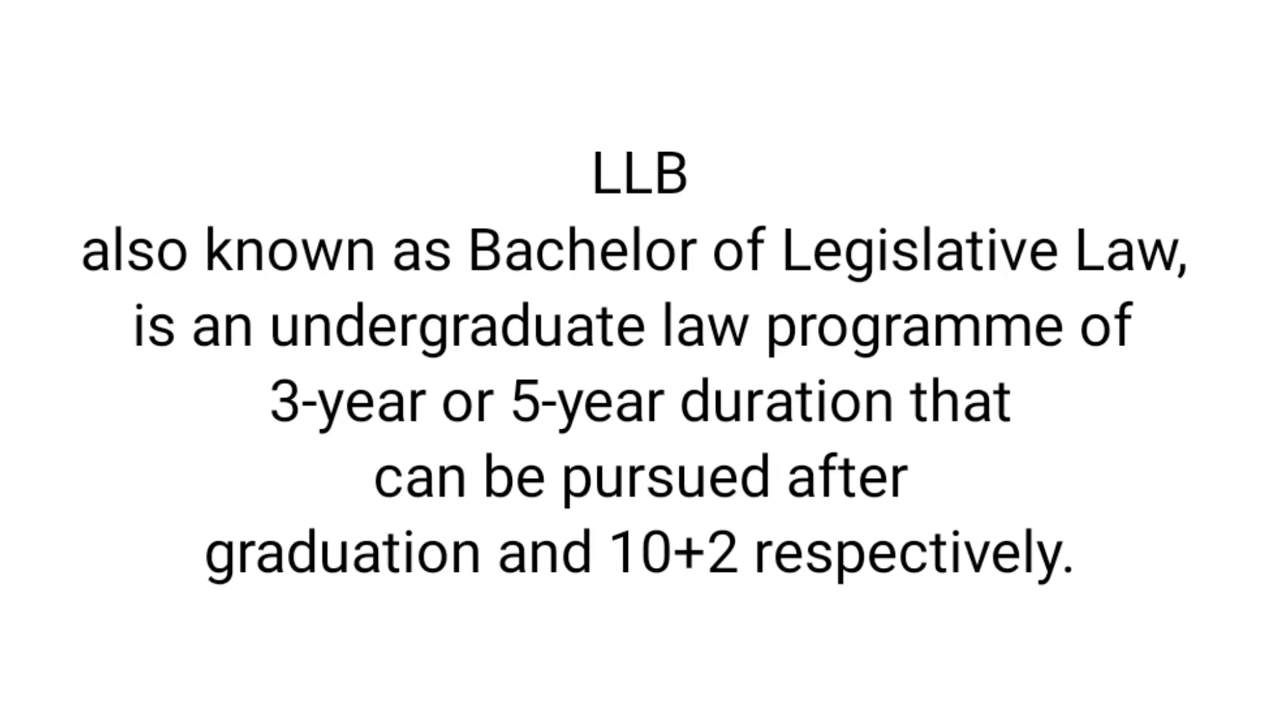 LLB
also known as Bachelor of Legislative Law,
is an undergraduate law programme of
3-year or 5-year duration that
can be pursued after
graduation and 10+2 respectively.